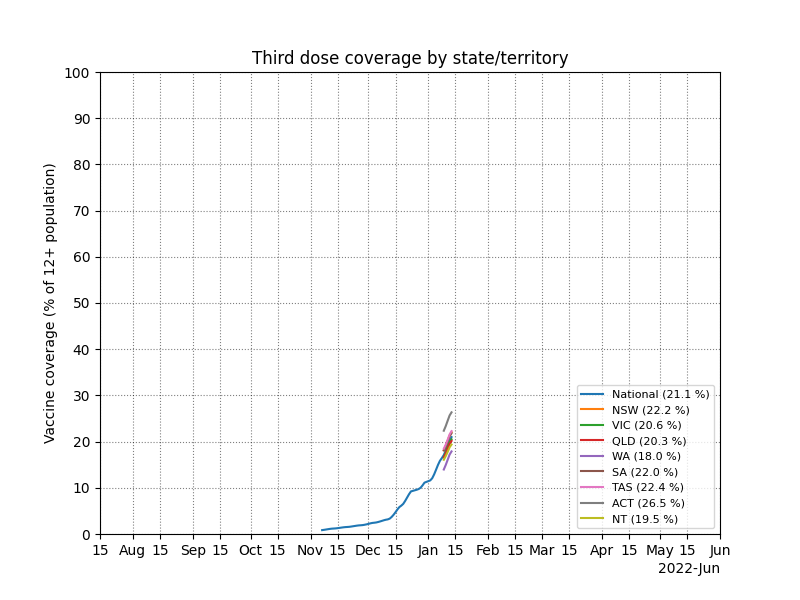 Third dose coverage by state/territory
Vaccine coverage (% of 12+ population)
100
90
80
70
60
50
40
30
20
10
0
National (21.1 %)
NSW (22.2 %)
VIC (20.6 %)
QLD (20.3 %)
WA (18.0 %)
SA (22.0 %)
TAS (22.4 %)
ACT (26.5 %)
NT (19.5 %)
15 Aug 15 Sep 15 Oct 15 Nov 15 Dec 15 Jan 15 Feb 15 Mar 15 Apr 15 May 15 Jun
2022-Jun